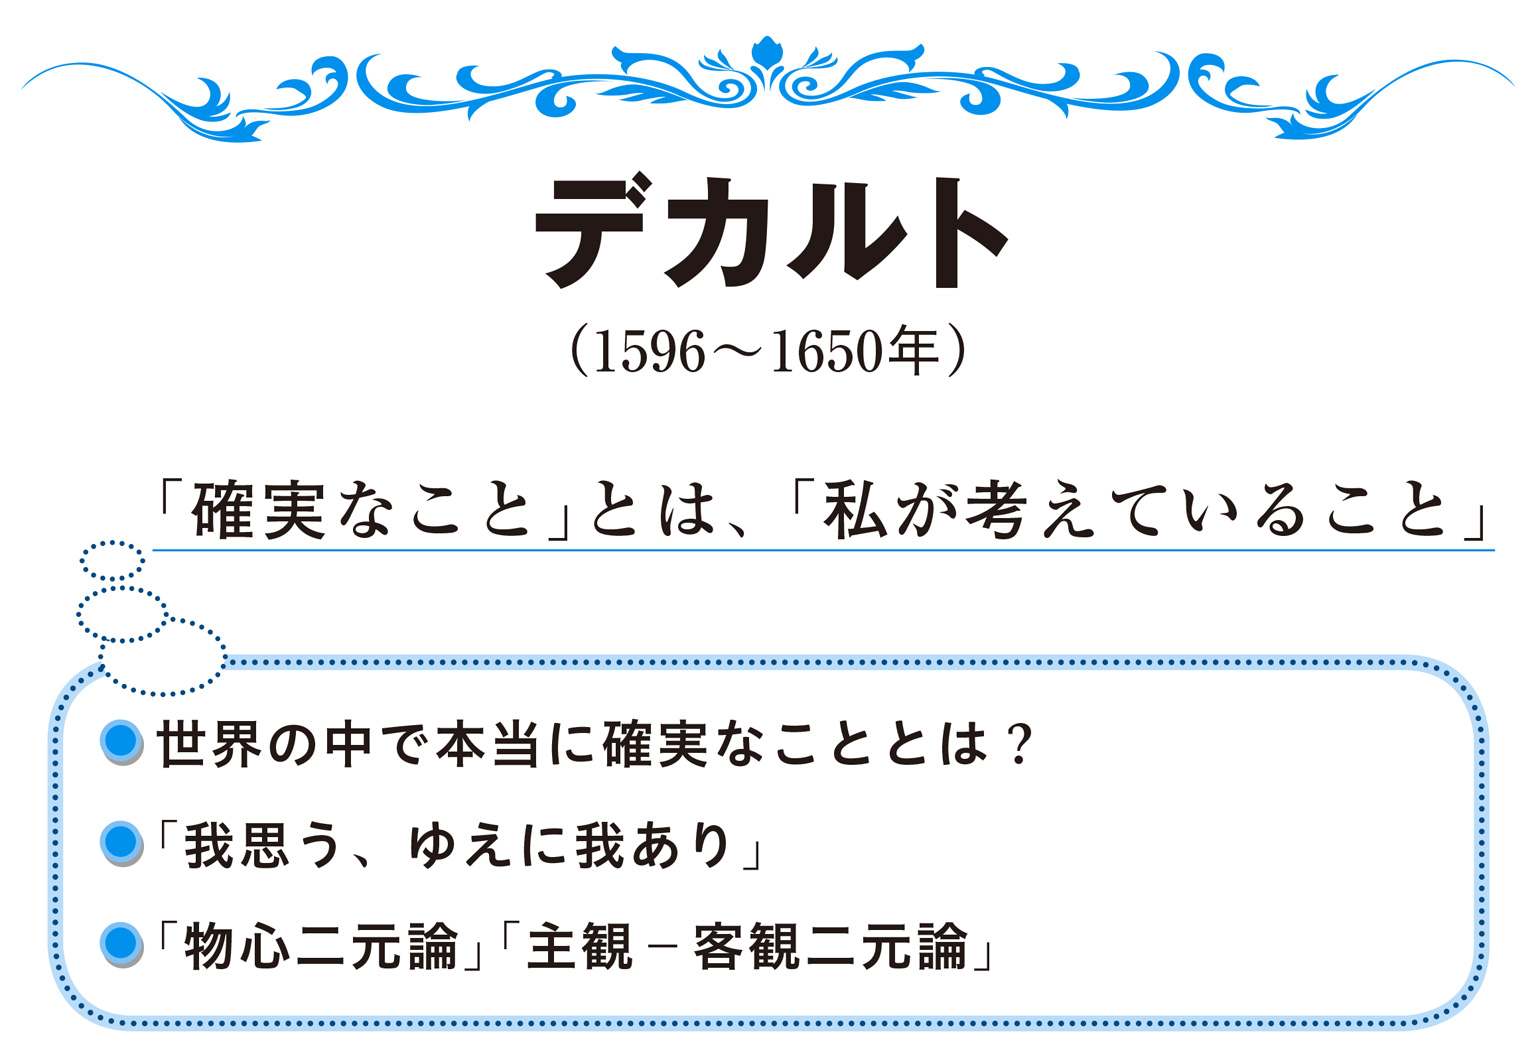 デカルト
（1596〜1650年）
「確実なこと」とは、「私が考えていること」
世界の中で本当に確実なこととは？
「我思う、ゆえに我あり」
「物心二元論」「主観－客観二元論」